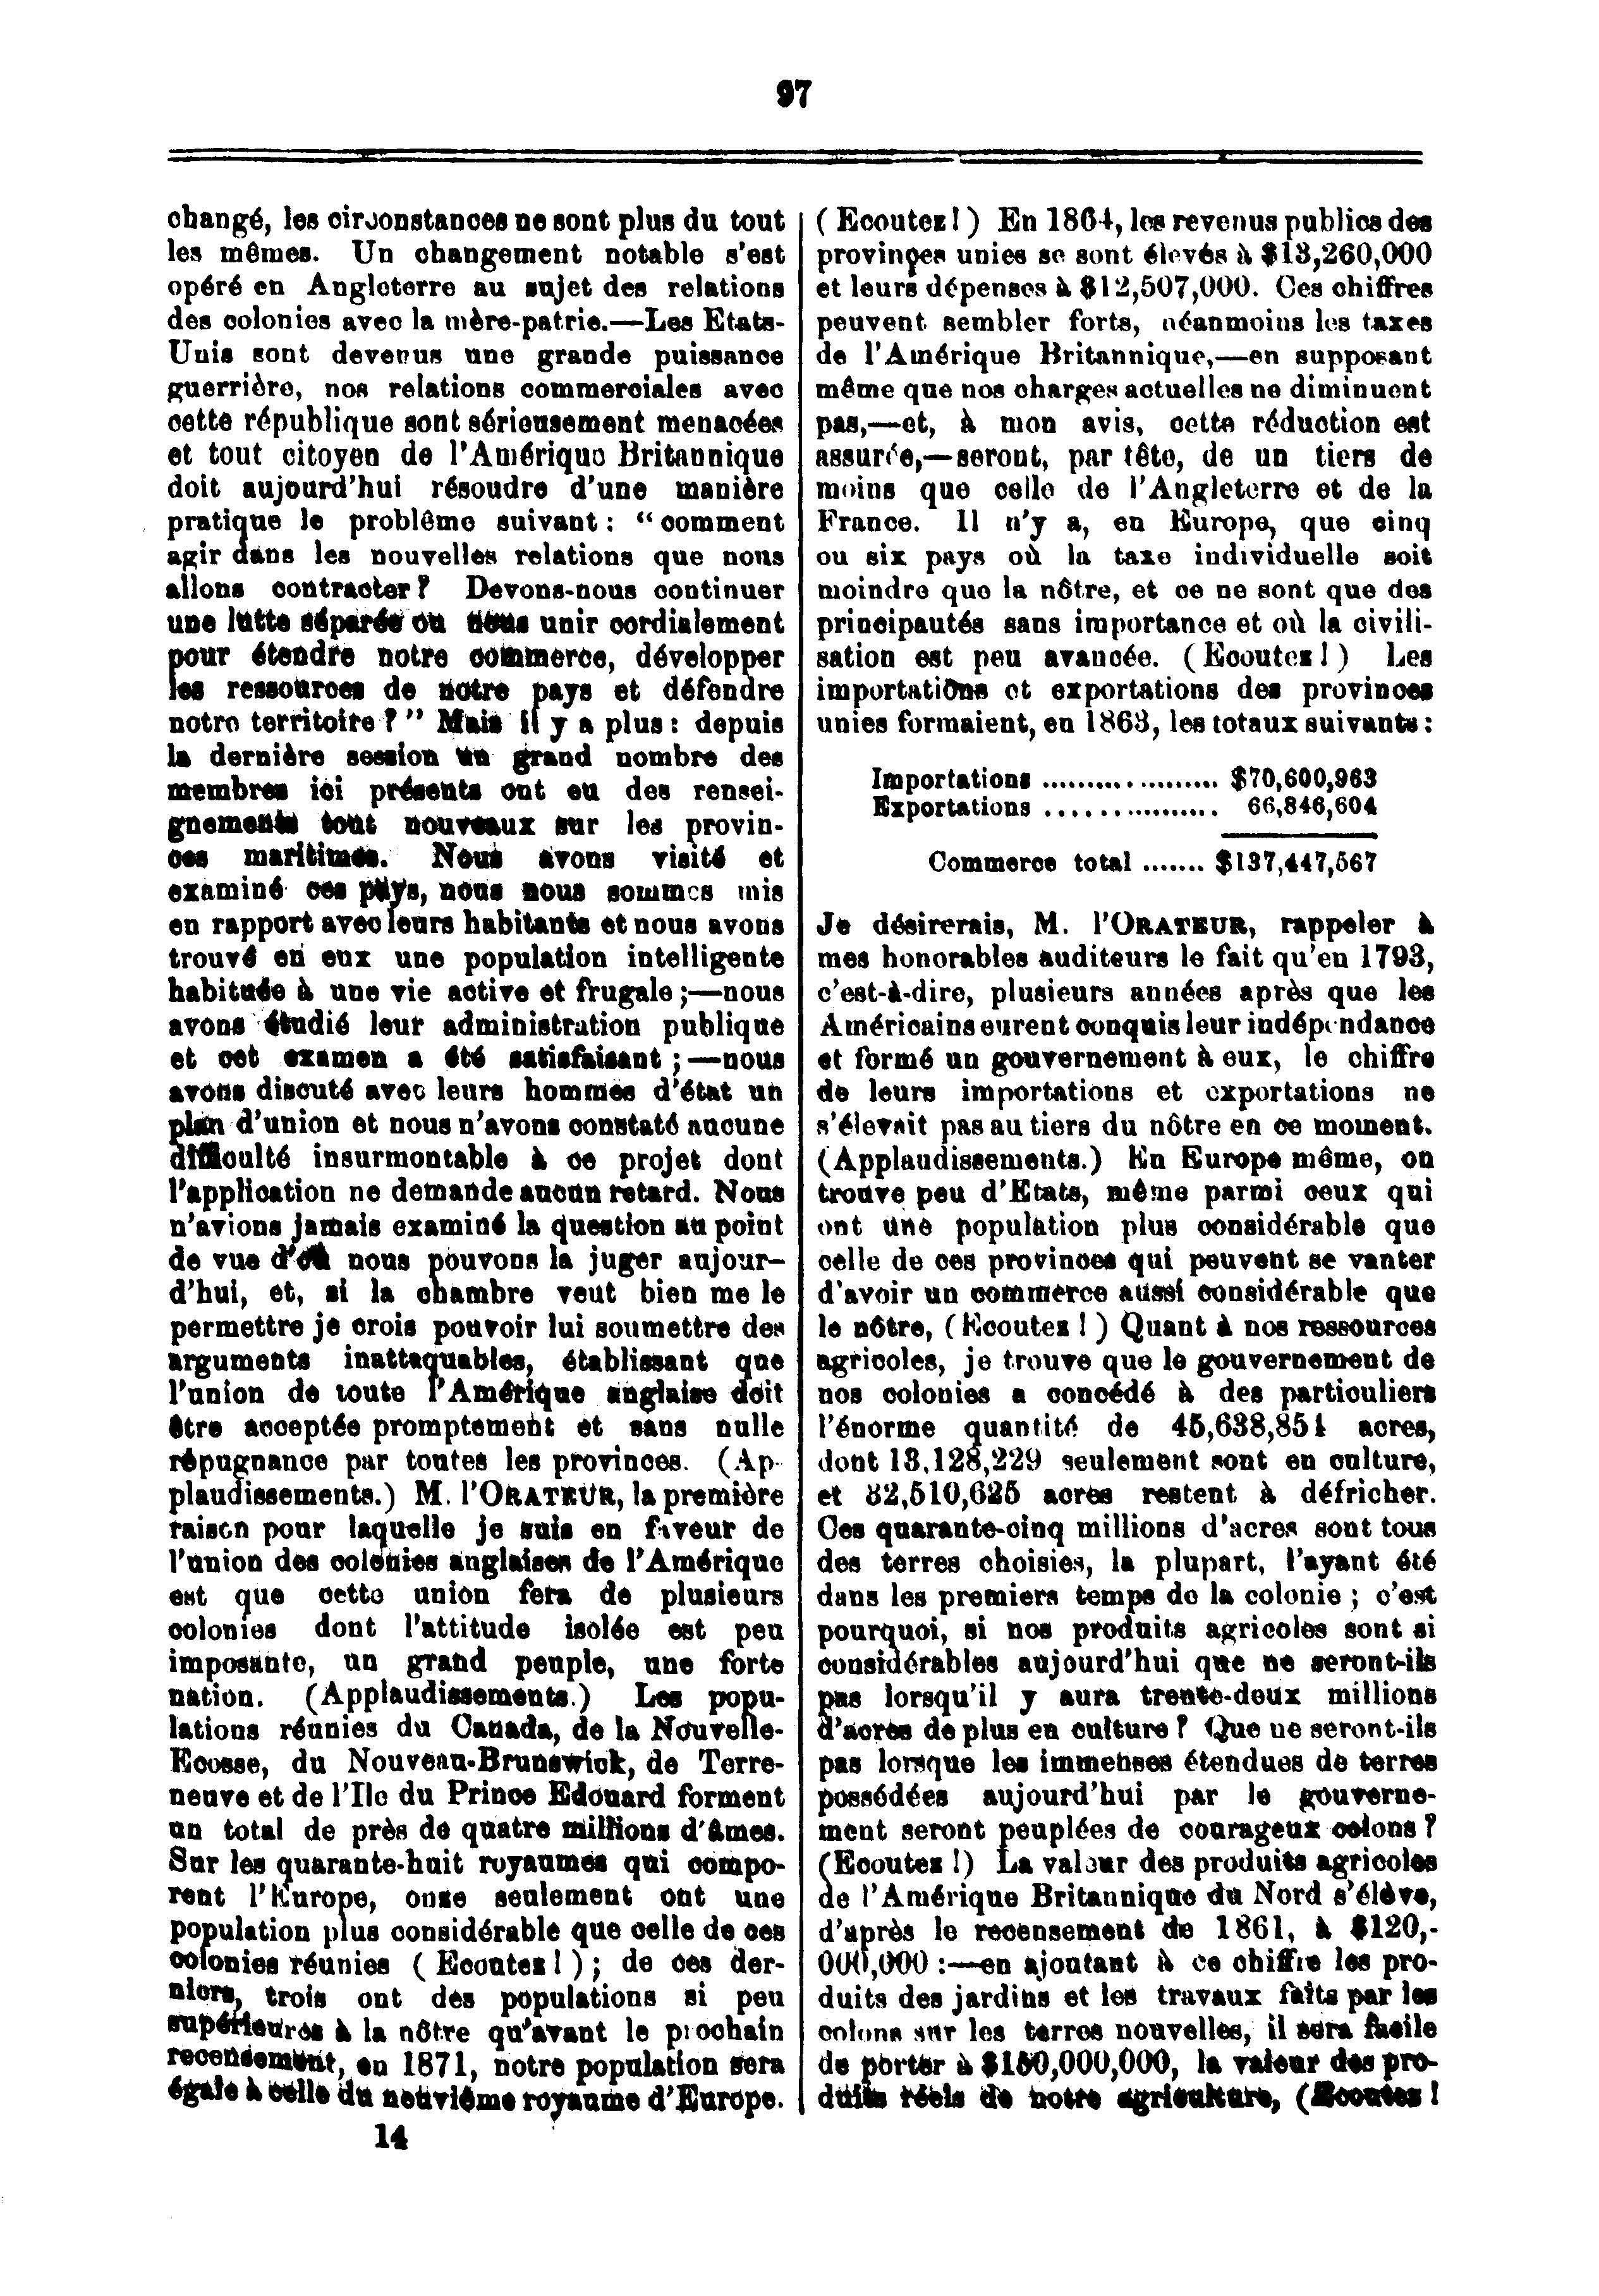 97
changé, les circonstances ne sont plus du tout
les mêmes. Un changement notable s'est
opéré en Angleterre au sujet des relations
des colonies avec la mère-patrie.—Les Etats-
Unis sont devenus une grande puissance
guerrière, nos relations commerciales avec
cette république sont sérieusement menacées
et tout citoyen de l'Amérique Britannique
doit aujourd'hui résoudre d'une manière
pratique le problême suivant : “ comment
agir dans les nouvelles relations que nous
allons contracter ? Devons-nous continuer
une lutte séparée ou nous unir cordialement
pour étendre notre commerce, développer
les ressources de notre pays et défendre
notre territoire ? ” Mais il y a plus : depuis
la dernière session un grand nombre des
membres ici présents ont eu des rensei-
gnements tout nouveaux sur les provin-
ces maritimes. Nous avons visité et
examiné ces pays, nous nous sommes mis
en rapport avec leurs habitants et nous avons
trouvé en eux une population intelligente
habituée à une vie active et frugale ;—nous
avons étudié leur administration publique
et cet examen a été satisfaisant ;—nous
avons discuté avec leurs hommes d'état un
plan d'union et nous n'avons constaté aucune
difficulté insurmontable à ce projet dont
l'application ne demande aucun retard. Nous
n'avions jamais examiné la question au point
de vue d'où nous pouvons la juger aujour-
d'hui, et, si la chambre veut bien me le
permettre je crois pouvoir lui soumettre des
arguments inattaquables, établissant que
l'union de toute l'Amérique anglaise doit
être acceptée promptement et sans nulle
répugnance par toutes les provinces. (Ap-
plaudissements.) M. l'ORATEUR, la première
raison pour laquelle je suis en faveur de
l'union des colonies anglaises de l'Amérique
est que cette union fera de plusieurs
colonies dont l'attitude isolée est peu
imposante, un grand peuple, une forte
nation. (Applaudissements.) Les popu-
lations réunies du Canada, de la Nouvelle-
Ecosse, du Nouveau-Brunswick, de Terre-
neuve et de l'Ile du Prince Edouard forment
un total de près de quatre millions d'âmes.
Sur les quarante-huit royaumes qui compo-
rent l'Europe, onze seulement ont une
population plus considérable que celle de ces
colonies réunies ( Ecoutez ! ) ; de ces der-
niers, trois ont des populations si peu
supérieures à la nôtre qu'avant le prochain
recensement, en 1871, notre population sera
égale à celle du neuvième royaume d'Europe.
14
( Ecoutez ! ) En 1864, les revenus publics des
provinces unies se sont élevés à $13,260,000
et leurs dépenses à $12,507,000. Ces chiffres
peuvent sembler forts, néanmoins les taxes
de l'Amérique Britannique,—en supposant
même que nos charges actuelles ne diminuent
pas,—et, à mon avis, cette réduction est
assurée,—seront, par tête, de un tiers de
moins que celle de l'Angleterre et de la
France. Il n'y a, en Europe, que cinq
ou six pays où la taxe individuelle soit
moindre que la nôtre, et ce ne sont que des
principautés sans importance et où la civili-
sation est peu avancée. ( Ecoutez ! ) Les
importations et exportations des provinces
unies formaient, en 1863, les totaux suivants :
Importations ................... $70,600,963
Exportations ................. 66,846,604
Commerce total ....... $137,447,567
Je désirerais, M. l'ORATEUR, rappeler à
mes honorables auditeurs le fait qu'en 1793,
c'est-à-dire, plusieurs années après que les
Américains eurent conquis leur indépendance
et formé un gouvernement à eux, le chiffre
de leurs importations et exportations ne
s'élevait pas au tiers du nôtre en ce moment.
(Applaudissements.) En Europe même, on
trouve peu d'Etats, même parmi ceux qui
ont une population plus considérable que
celle de ces provinces qui peuvent se vanter
d'avoir un commerce aussi considérable que
le nôtre, ( Ecoutez ! ) Quant à nos ressources
agricoles, je trouve que le gouvernement de
nos colonies a concédé à des particuliers
l'énorme quantité de 45,638,854 acres,
dont 13,128,229 seulement sont en culture,
et 32,510,625 acres restent à défricher.
Ces quarante-cinq millions d'acres sont tous
des terres choisies, la plupart, l'ayant été
dans les premiers temps de la colonie ; c'est
pourquoi, si nos produits agricoles sont si
considérables aujourd'hui que ne seront-ils
pas lorsqu'il y aura trente-deux millions
d'acres de plus en culture ? Que ne seront-ils
pas lorsque les immenses étendues de terres
possédées aujourd'hui par le gouverne-
ment seront peuplées de courageux colons ?
(Ecoutez !) La valeur des produits agricoles
de l'Amérique Britannique du Nord s'élève,
d'après le recensement de 1861, à $120,-
000,000 :—en ajoutant à ce chiffre les pro-
duits des jardins et les travaux faits par les
colons sur les terres nouvelles, il sera facile
de porter à $150,000,000, la valeur des pro-
duits réels de notre agriculture, (Ecoutez !